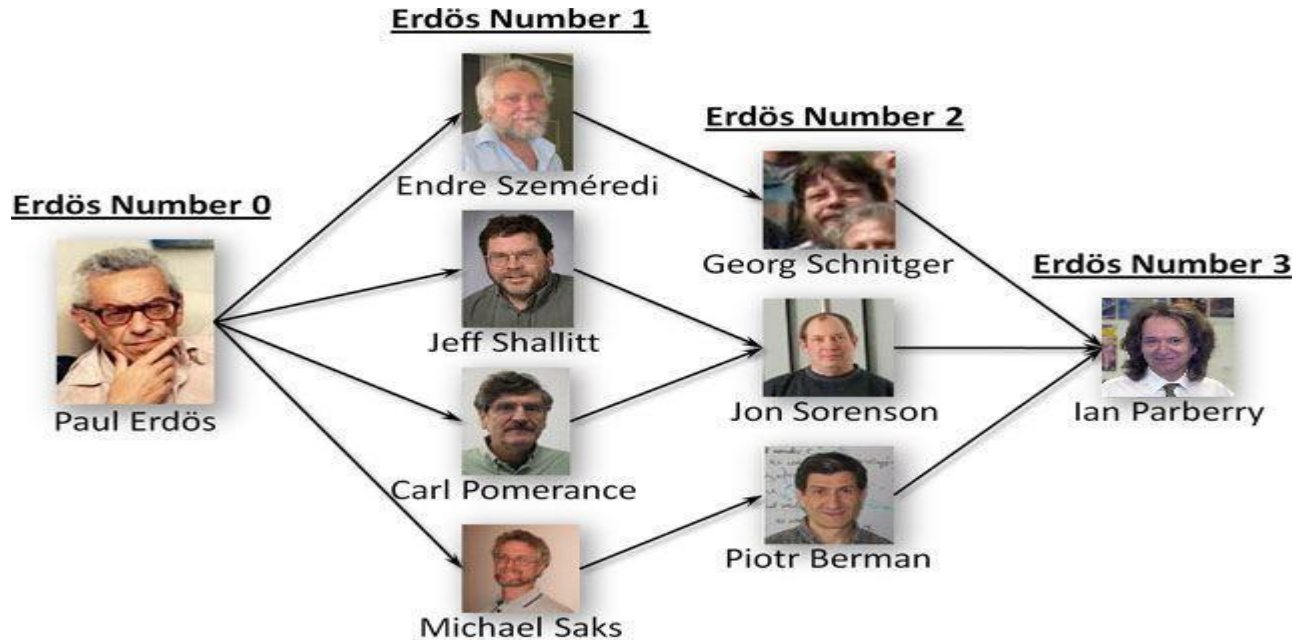 Erdös Number 1
Erdös Number 2
Endre Szeméredi
Erdös Number 0
Georg Schnitger
Erdös Number 3
Jeff Shallitt
Paul Erdös
Jon Sorenson
Ian Parberry
Carl Pomerance
Piotr Berman
Michael Saks